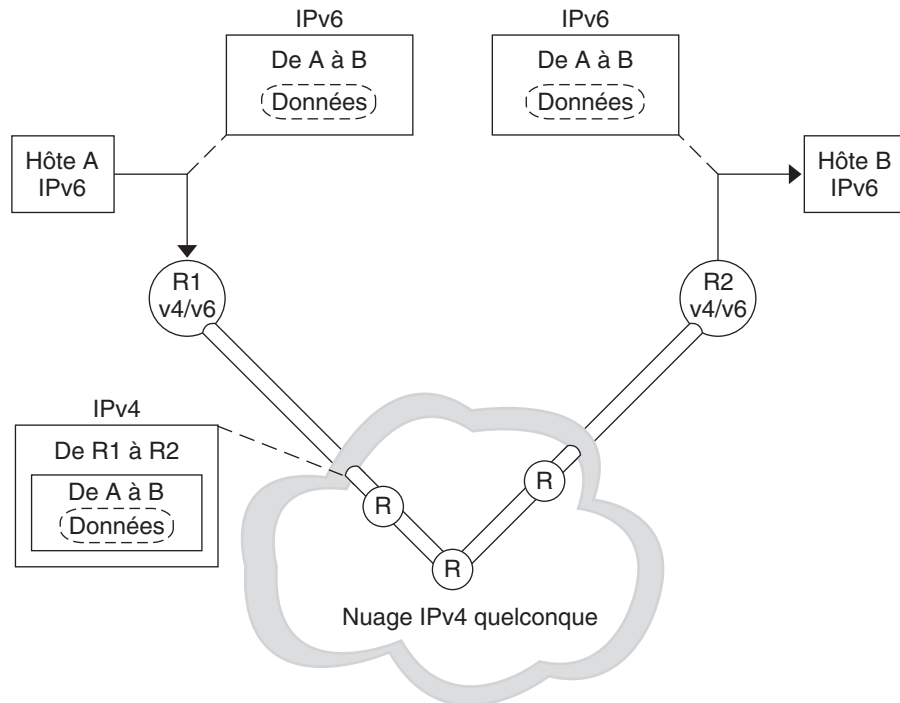 IPv6
De A à B
Données
IPv6
De A à B
Données
Hôte A
IPv6
Hôte B
IPv6
R1
v4/v6
R2
v4/v6
IPv4
De R1 à R2
De A à B
Données
R
R
R
Nuage IPv4 quelconque